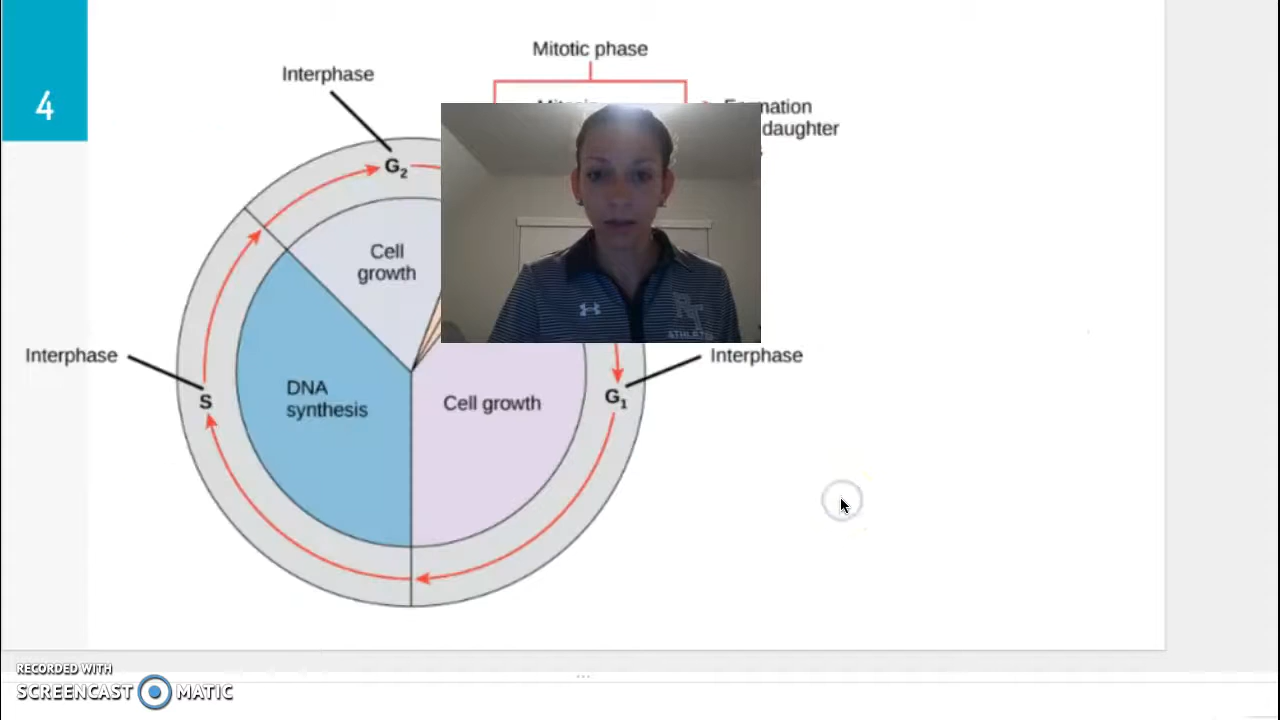 4
Mitotic phase
Interphase
daughter
G2
Cell
growth
Interphase
Interphase
S
DNA
synthesis
Cell growth
G1
RECORDED WITH
SCREENCAST MATIC